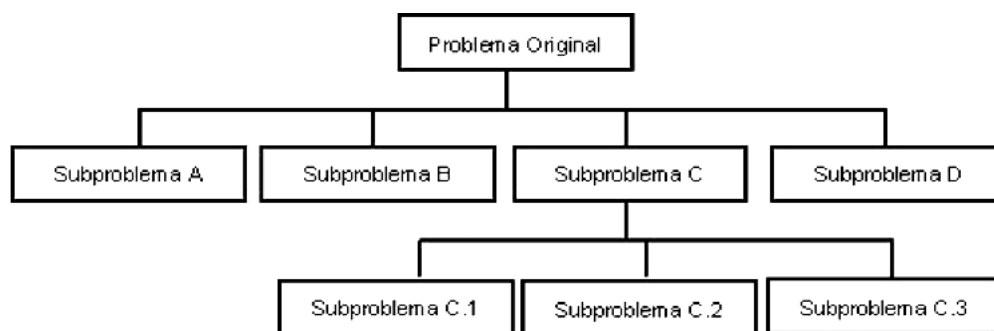 Problema Original
Subproblema A
Subproblema B
Subproblema C
Subproblema D
Subproblema C.1
Subproblema C.2
Subproblema C.3